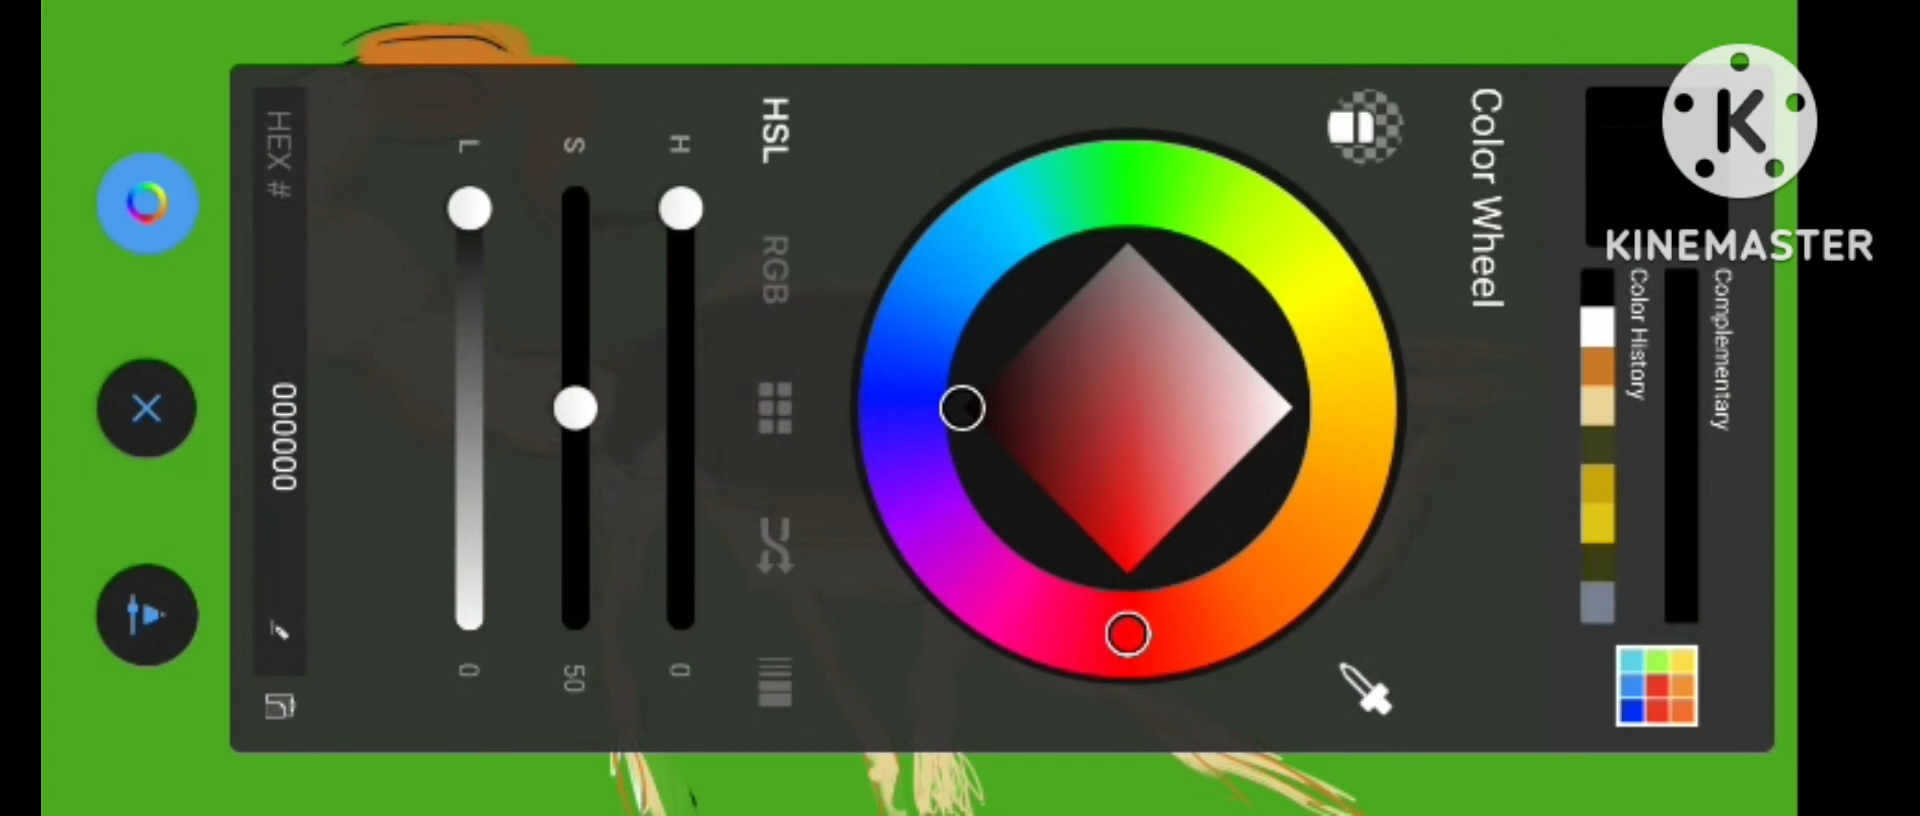 Color Wheel
Complementary
Color History
HSL
RGB
H
0
S
50
L
0
HEX #
000000
K
KINEMASTER